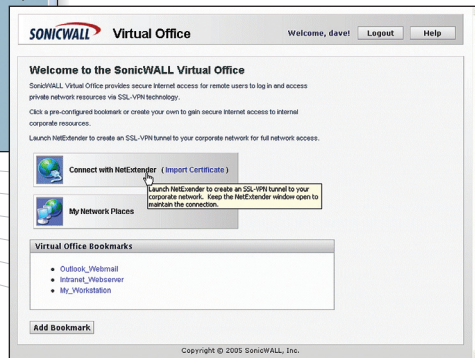 SONICWALL Virtual Office
Welcome, dave! Logout Help
Welcome to the SonicWALL Virtual Office
SonicWALL Virtual Office provides secure Internet access for remote users to log in and access
private network resources via SSL-VPN technology.
Click a pre-configured bookmark or create your own to gain secure Internet access to internal
corporate resources.
Launch NetExtender to create an SSL-VPN tunnel to your corporate network for full network access.
Connect with NetExtender ( Import Certificate )
Launch NetExender to create an SSL-VPN tunnel to your
corporate network. Keep the NetExtender window open to
maintain the connection.
My Network Places
Virtual Office Bookmarks
• Outlook_Webmail
• Intranet_Webserver
• My_Workstation
Add Bookmark
Copyright © 2005 SonicWALL, Inc.